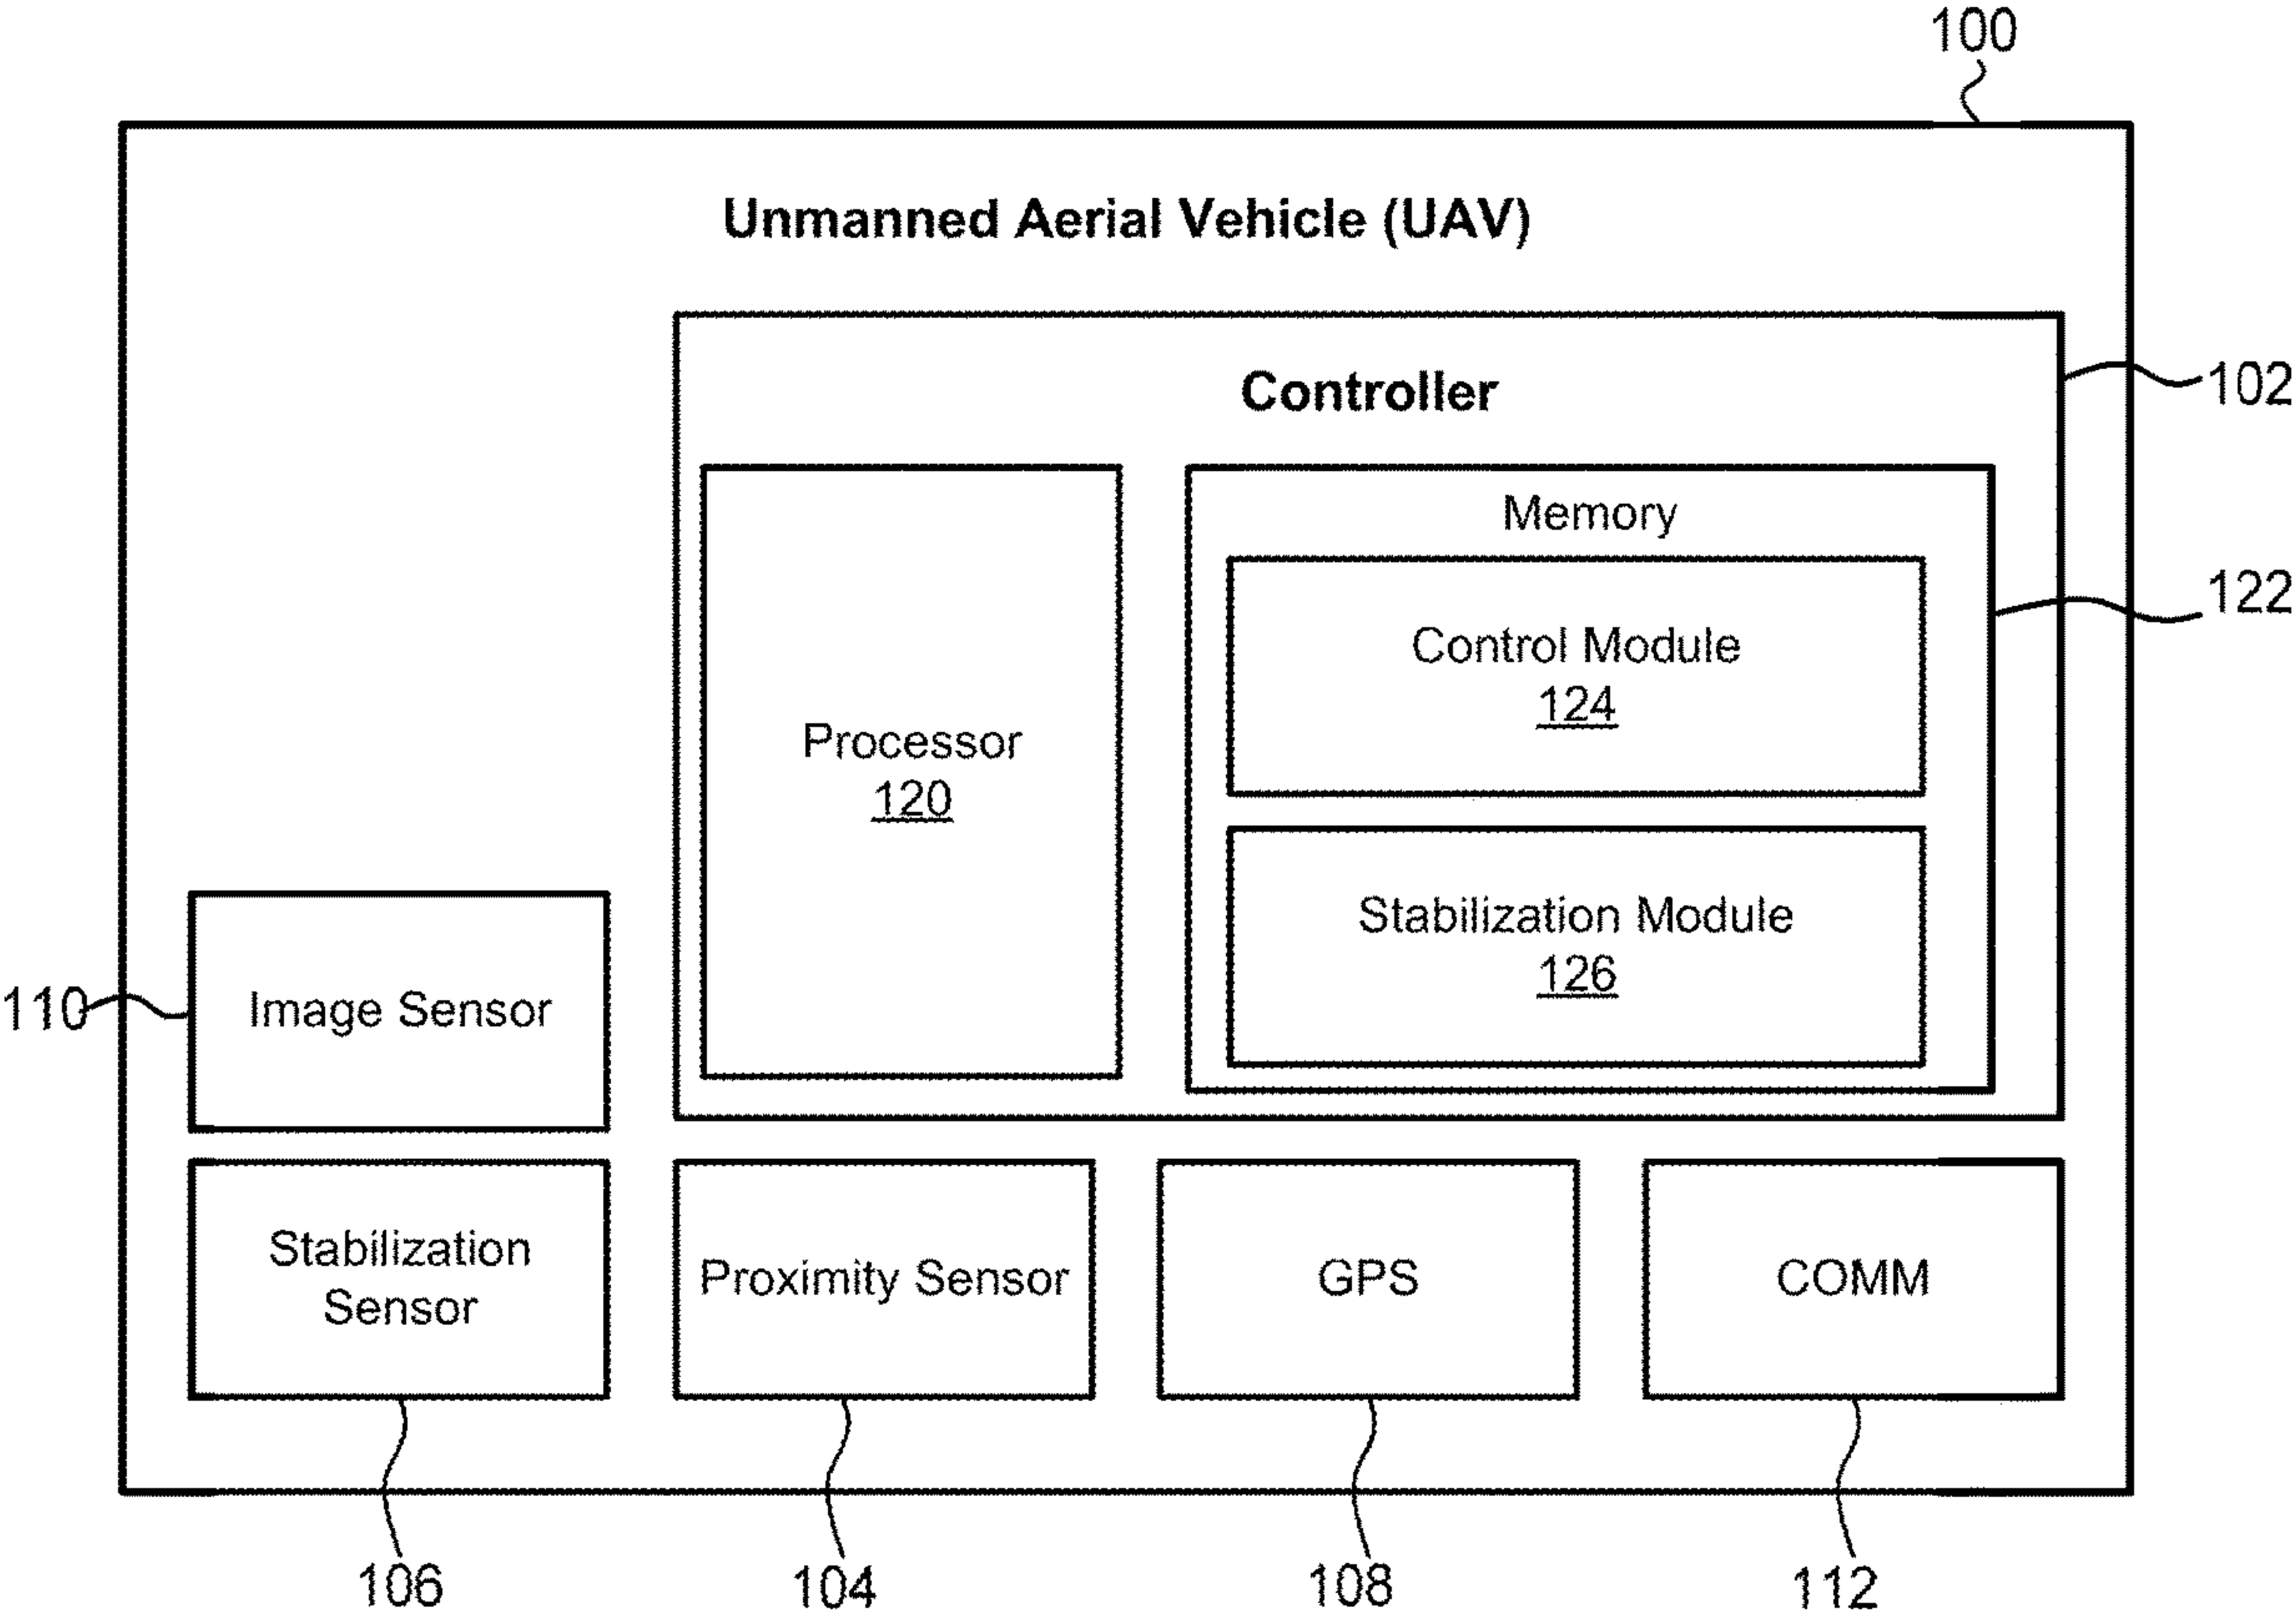 100
Unmanned Aerial Vehicle (UAV)
Controller
102
Memory
122
Control Module
124
Processor
120
Stabilization Module
126
110
Image Sensor
Stabilization
Sensor
Proximity Sensor
GPS
COMM
106
104
108
112